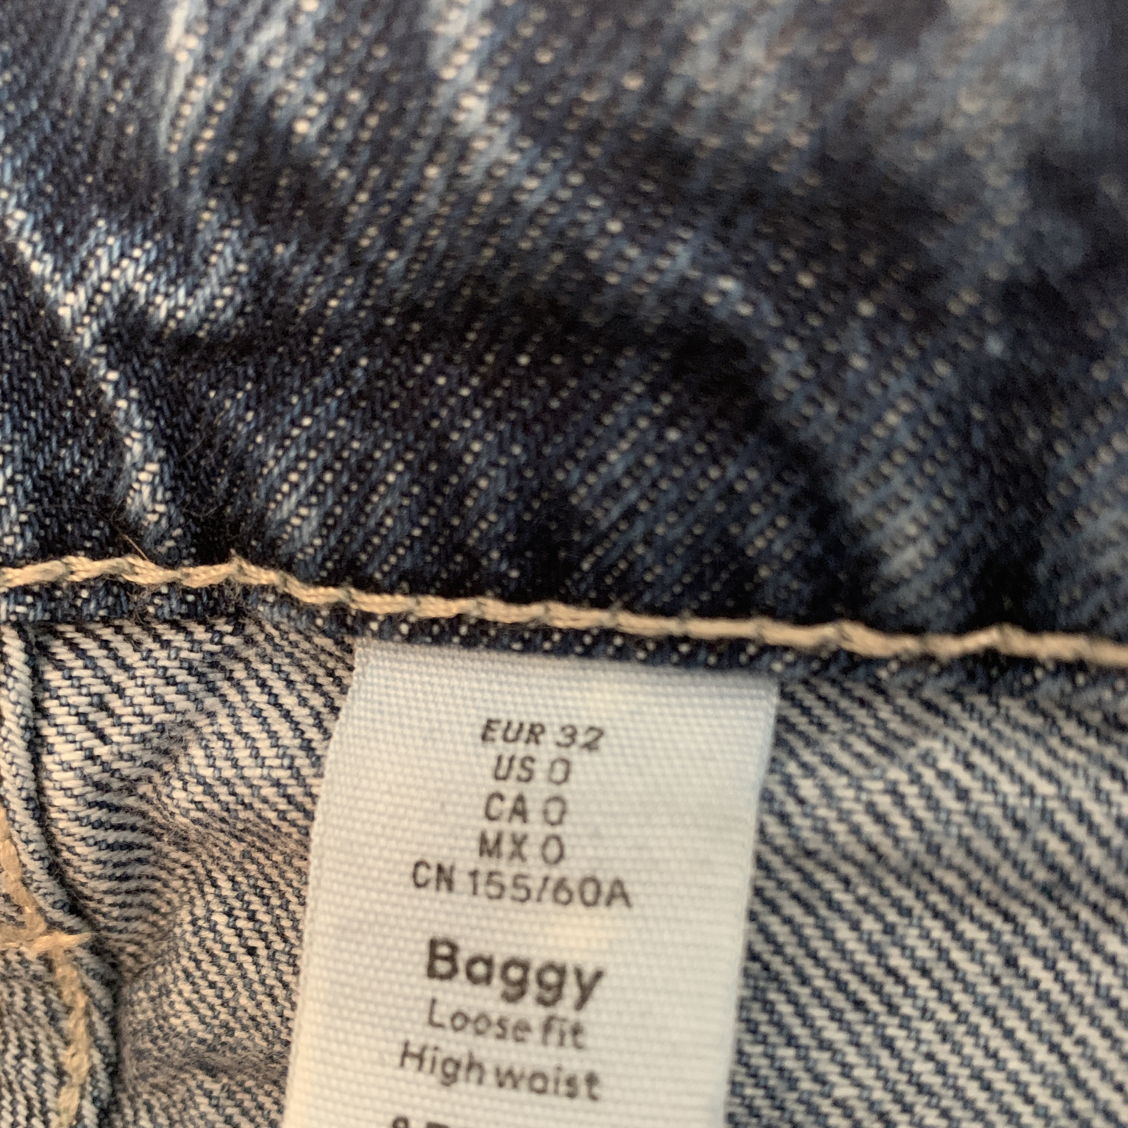 EUR 32
US 0
CA 0
MX 0
CN 155/60A
Baggy
Loose fit
High waist